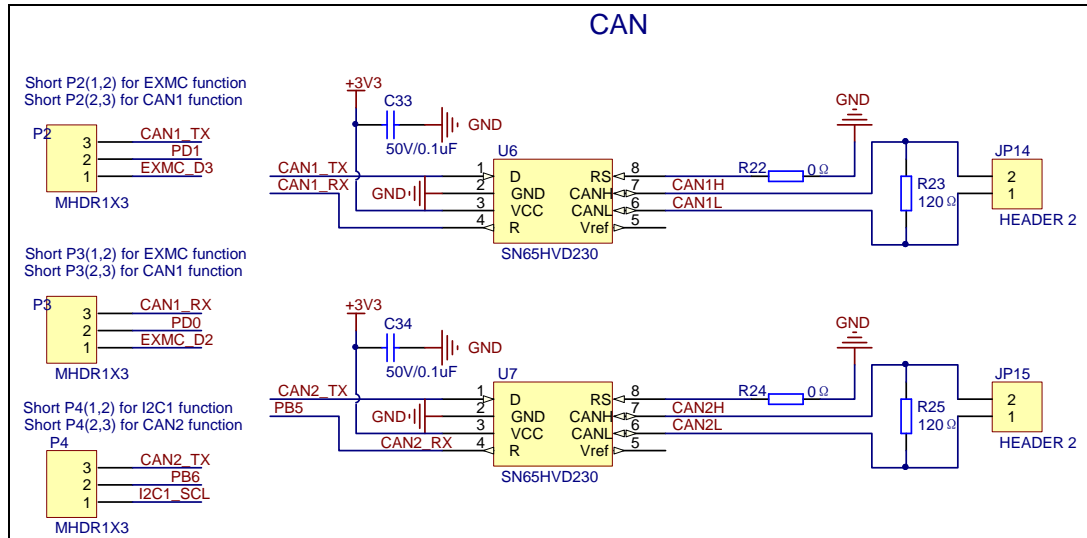 CAN
Short P2(1,2) for EXMC function
Short P2(2,3) for CAN1 function
P2
3 CAN1_TX
2 PD1
1 EXMC_D3
MHDR1X3
Short P3(1,2) for EXMC function
Short P3(2,3) for CAN1 function
P3
3 CAN1_RX
2 PD0
1 EXMC_D2
MHDR1X3
Short P4(1,2) for I2C1 function
Short P4(2,3) for CAN2 function
P4
3 CAN2_TX
2 PB6
1 I2C1_SCL
MHDR1X3
+3V3
C33
GND
50V/0.1uF
U6
CAN1_TX 1 D
CAN1_RX
GND 2 GND
3 VCC
4 R
RS 8 R22 0Ω
GND
CANH 7 CAN1H
CANL 6 CAN1L
Vref 5
SN65HVD230
R23
120Ω
JP14
2
1
HEADER 2
+3V3
C34
GND
50V/0.1uF
U7
CAN2_TX 1 D
PB5
GND 2 GND
3 VCC
CAN2_RX 4 R
RS 8 R24 0Ω
GND
CANH 7 CAN2H
CANL 6 CAN2L
Vref 5
SN65HVD230
R25
120Ω
JP15
2
1
HEADER 2